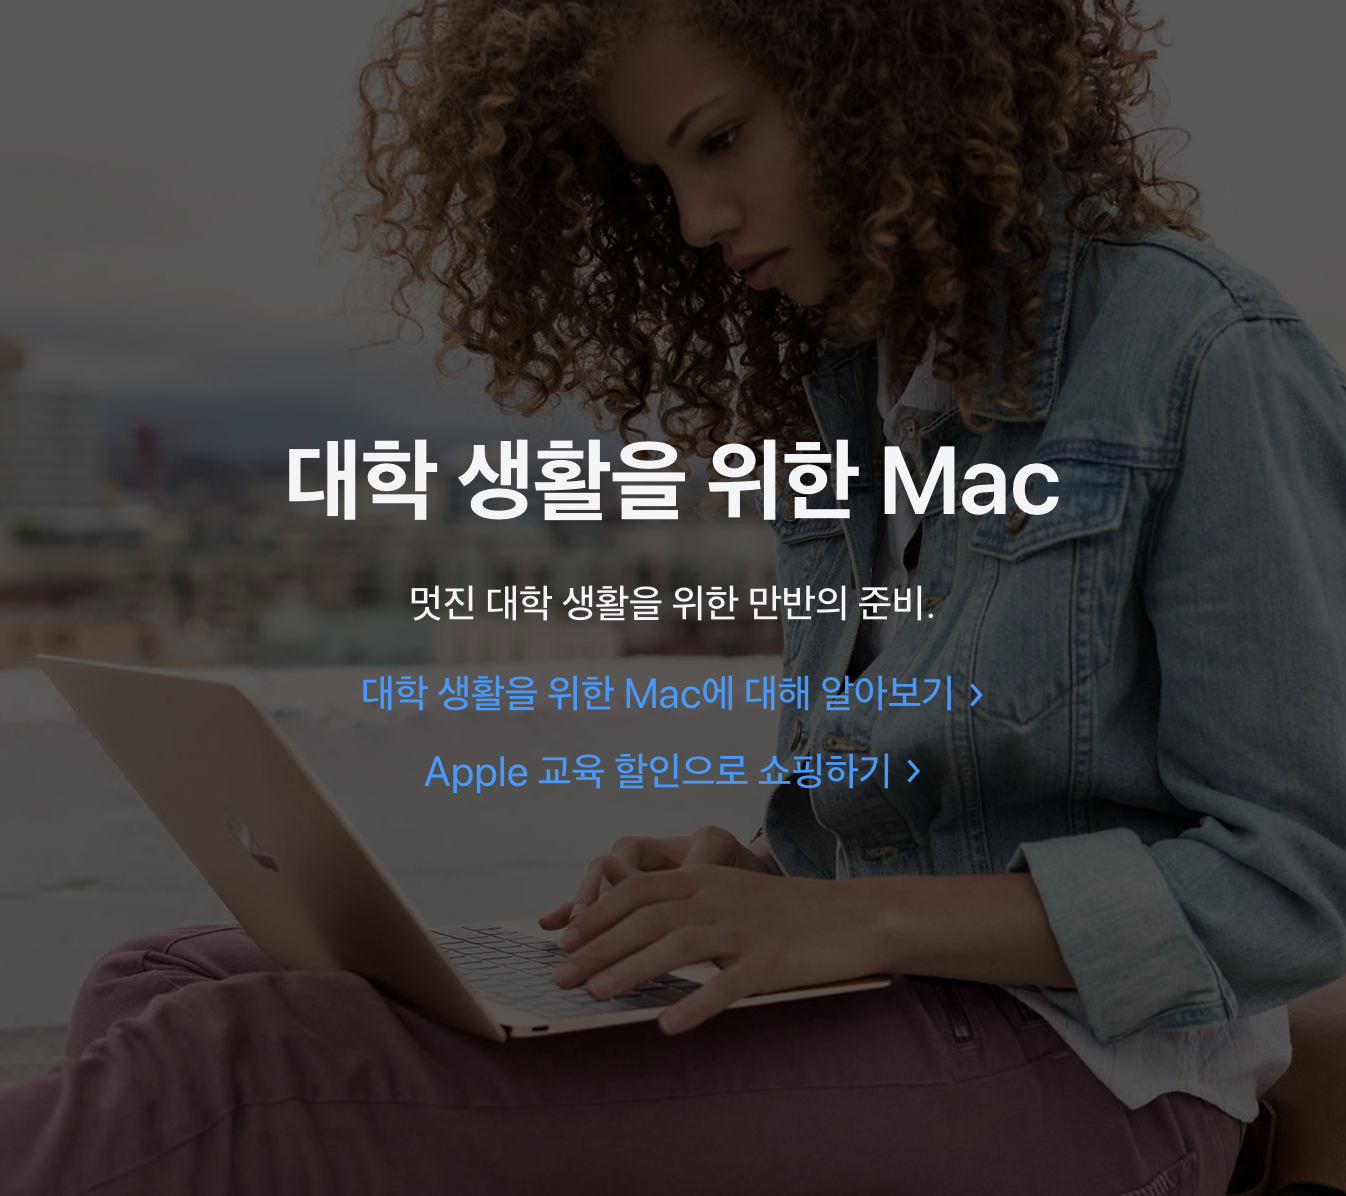 대학 생활을 위한 Mac
멋진 대학 생활을 위한 만반의 준비.
대학 생활을 위한 Mac에 대해 알아보기 ›
Apple 교육 할인으로 쇼핑하기 ›